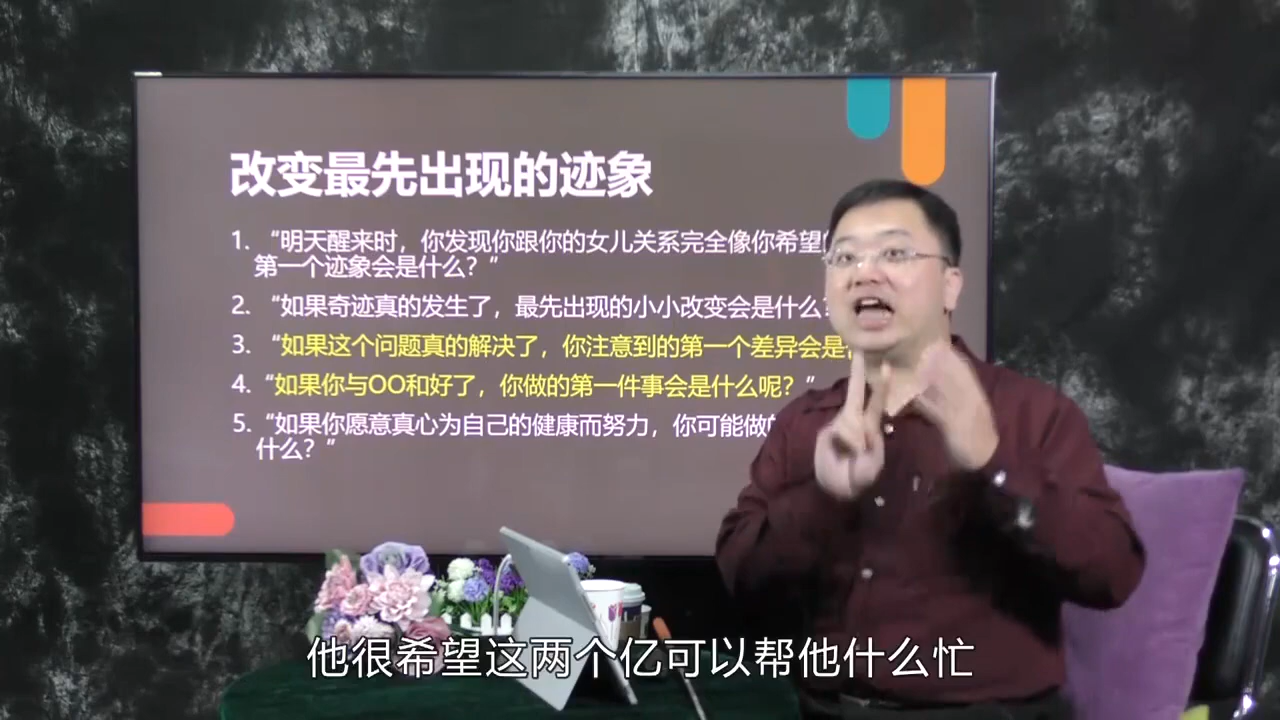 改变最先出现的迹象
1. “明天醒来时，你发现你跟你的女儿关系完全像你希望
第一个迹象会是什么？”
2. “如果奇迹真的发生了，最先出现的小小改变会是什么？
3. “如果这个问题真的解决了，你注意到的第一个差异会是
4. “如果你与OO和好了，你做的第一件事会是什么呢？”
5. “如果你愿意真心为自己的健康而努力，你可能做的
什么？”
他很希望这两个亿可以帮他什么忙